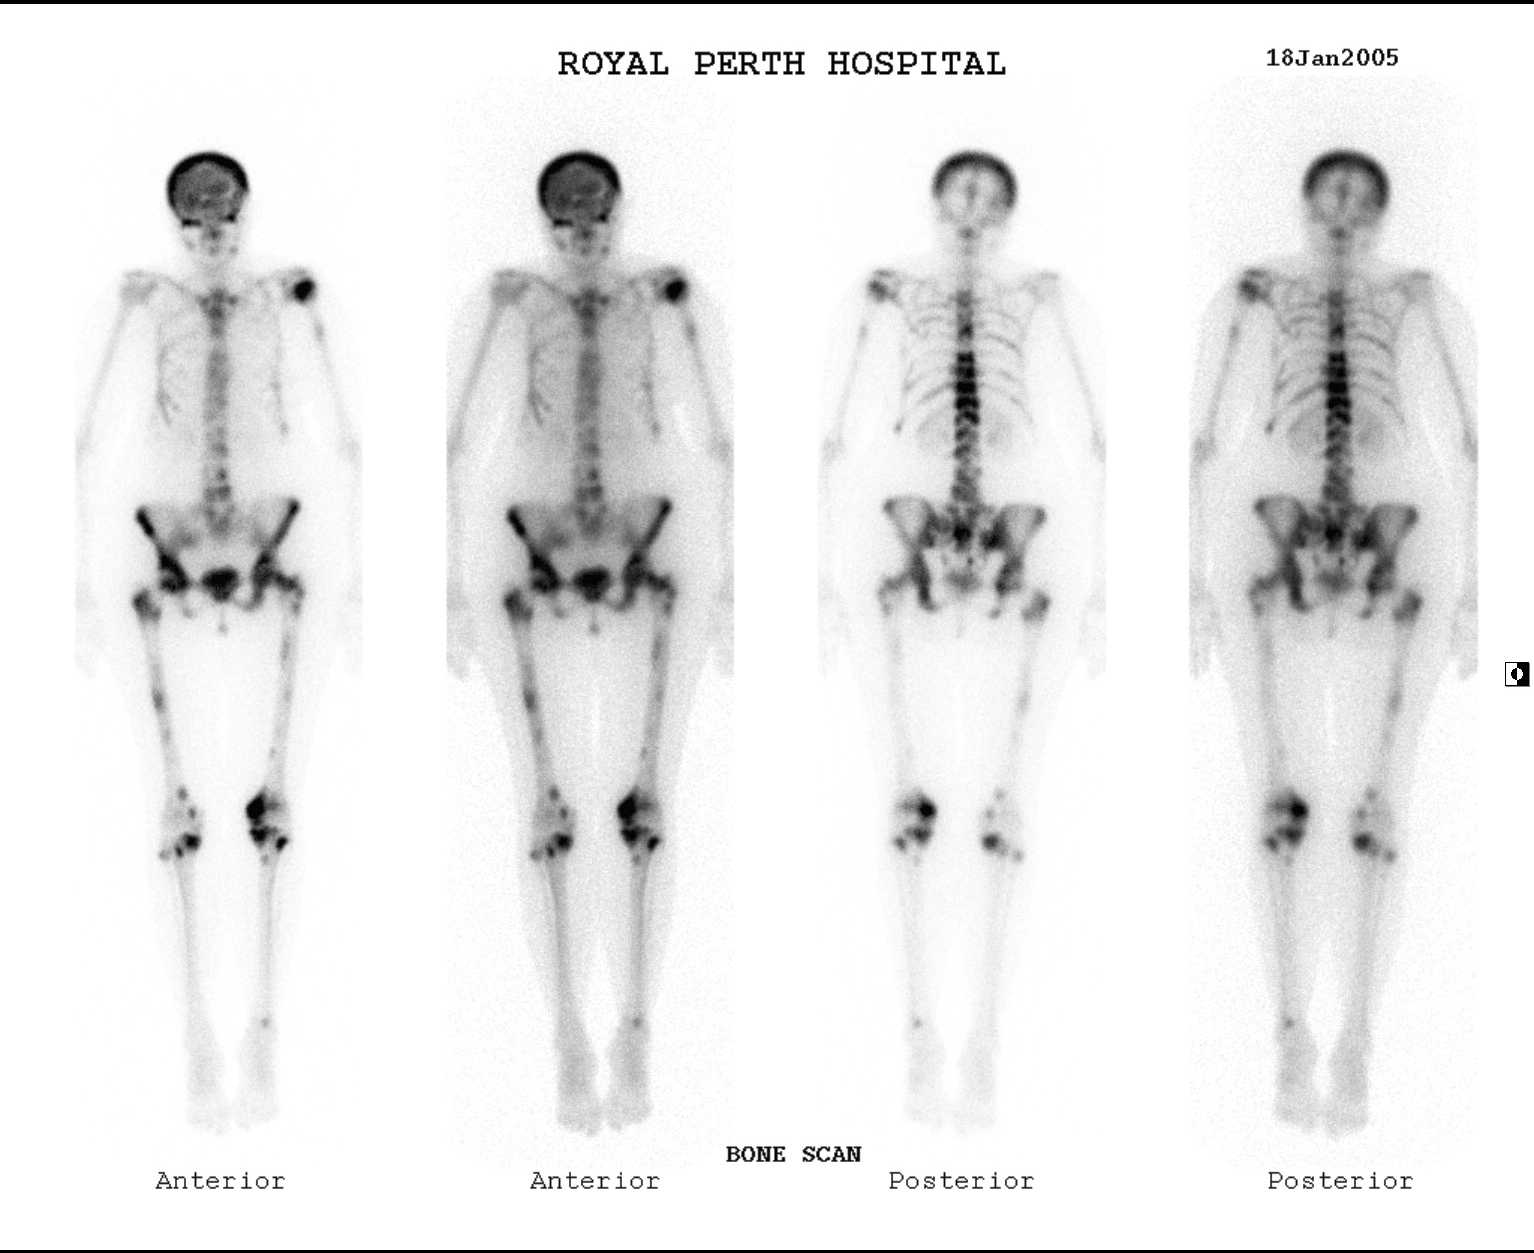 ROYAL PERTH HOSPITAL
18Jan2005
BONE SCAN
Anterior
Anterior
Posterior
Posterior